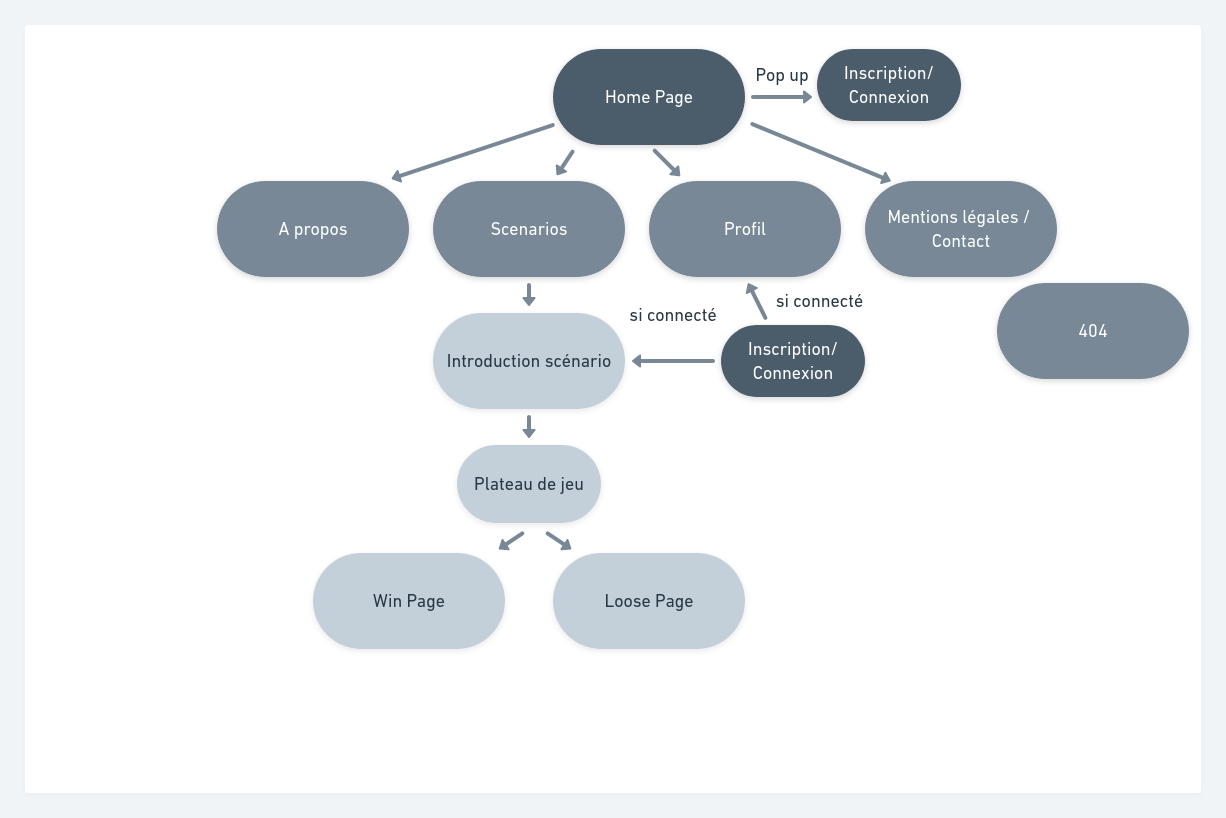 Home Page
Pop up
Inscription/
Connexion
A propos
Scenarios
Profil
Mentions légales /
Contact
si connecté
si connecté
404
Introduction scénario
Inscription/
Connexion
Plateau de jeu
Win Page
Loose Page